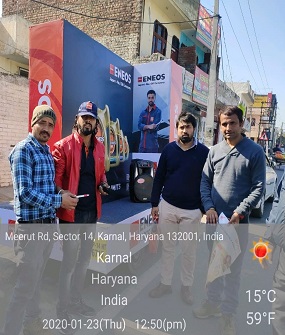 ENEOS
ENEOS
ENEOS
Meerut Rd, Sector 14, Karnal, Haryana 132001, India
Karnal
Haryana
India
15°C
59°F
2020-01-23(Thu) 12:50(pm)